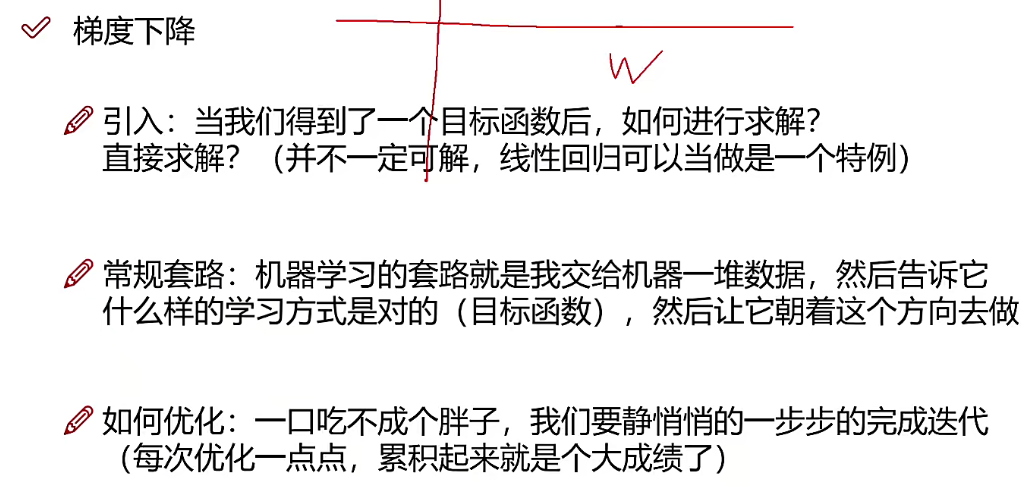 梯度下降
W
引入：当我们得到了一个目标函数后，如何进行求解？
直接求解？（并不一定可解，线性回归可以当做是一个特例）
常规套路：机器学习的套路就是我交给机器一堆数据，然后告诉它
什么样的学习方式是对的（目标函数），然后让它朝着这个方向去做
如何优化：一口吃不成个胖子，我们要静悄悄的一步步的完成迭代
（每次优化一点点，累积起来就是个大成绩了）